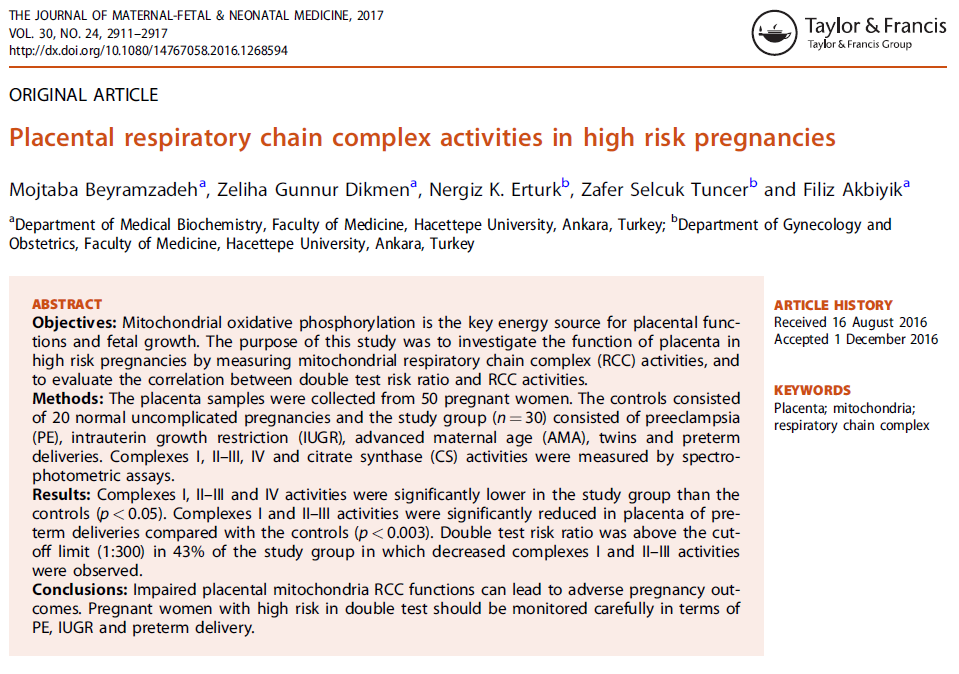 THE JOURNAL OF MATERNAL-FETAL & NEONATAL MEDICINE, 2017
VOL. 30, NO. 24, 2911–2917
http://dx.doi.org/10.1080/14767058.2016.1268594
Taylor & Francis
Taylor & Francis Group
ORIGINAL ARTICLE
Placental respiratory chain complex activities in high risk pregnancies
Mojtaba Beyramzadehᵃ, Zeliha Gunnur Dikmenᵃ, Nergiz K. Erturkᵇ, Zafer Selcuk Tuncerᵇ and Filiz Akbiyikᵃ
ᵃDepartment of Medical Biochemistry, Faculty of Medicine, Hacettepe University, Ankara, Turkey; ᵇDepartment of Gynecology and
Obstetrics, Faculty of Medicine, Hacettepe University, Ankara, Turkey
ABSTRACT
Objectives: Mitochondrial oxidative phosphorylation is the key energy source for placental func-
tions and fetal growth. The purpose of this study was to investigate the function of placenta in
high risk pregnancies by measuring mitochondrial respiratory chain complex (RCC) activities, and
to evaluate the correlation between double test risk ratio and RCC activities.
Methods: The placenta samples were collected from 50 pregnant women. The controls consisted
of 20 normal uncomplicated pregnancies and the study group (n = 30) consisted of preeclampsia
(PE), intrauterin growth restriction (IUGR), advanced maternal age (AMA), twins and preterm
deliveries. Complexes I, II–III, IV and citrate synthase (CS) activities were measured by spectro-
photometric assays.
Results: Complexes I, II–III and IV activities were significantly lower in the study group than the
controls (p < 0.05). Complexes I and II–III activities were significantly reduced in placenta of pre-
term deliveries compared with the controls (p < 0.003). Double test risk ratio was above the cut-
off limit (1:300) in 43% of the study group in which decreased complexes I and II–III activities
were observed.
Conclusions: Impaired placental mitochondria RCC functions can lead to adverse pregnancy out-
comes. Pregnant women with high risk in double test should be monitored carefully in terms of
PE, IUGR and preterm delivery.
ARTICLE HISTORY
Received 16 August 2016
Accepted 1 December 2016
KEYWORDS
Placenta; mitochondria;
respiratory chain complex